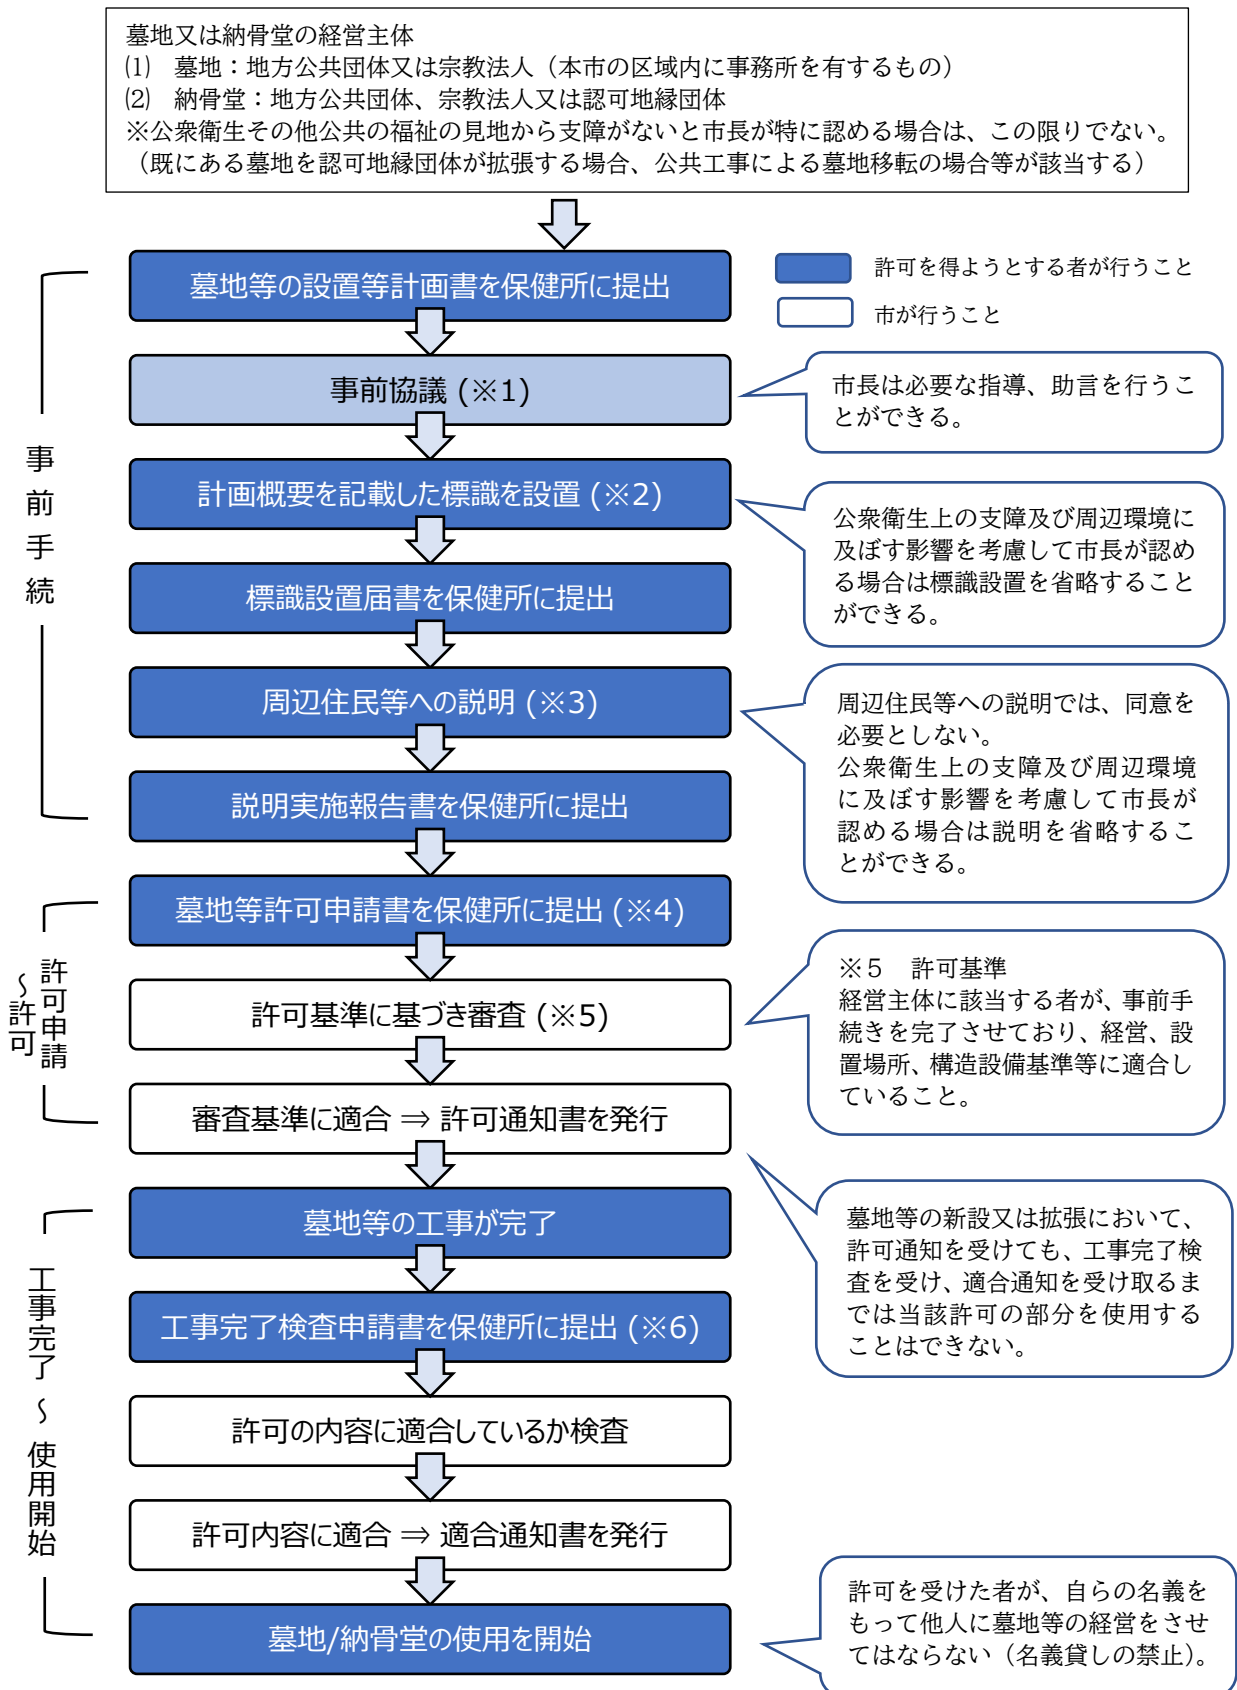 墓地又は納骨堂の経営主体
⑴　墓地：地方公共団体又は宗教法人（本市の区域内に事務所を有するもの）
⑵　納骨堂：地方公共団体、宗教法人又は認可地縁団体
※公衆衛生その他公共の福祉の見地から支障がないと市長が特に認める場合は、この限りでない。
（既にある墓地を認可地縁団体が拡張する場合、公共工事による墓地移転の場合等が該当する）
許可を得ようとする者が行うこと
市が行うこと
事前手続
墓地等の設置等計画書を保健所に提出
事前協議 (※1)
市長は必要な指導、助言を行うこ
とができる。
計画概要を記載した標識を設置 (※2)
公衆衛生上の支障及び周辺環境に
及ぼす影響を考慮して市長が認め
る場合は標識設置を省略すること
ができる。
標識設置届書を保健所に提出
周辺住民等への説明 (※3)
周辺住民等への説明では、同意を
必要としない。
公衆衛生上の支障及び周辺環境
に及ぼす影響を考慮して市長が
認める場合は説明を省略するこ
とができる。
説明実施報告書を保健所に提出
許可申請
～許可
墓地等許可申請書を保健所に提出 (※4)
許可基準に基づき審査 (※5)
※５　許可基準
経営主体に該当する者が、事前手
続きを完了させており、経営、設
置場所、構造設備基準等に適合し
ていること。
審査基準に適合 ⇒ 許可通知書を発行
墓地等の新設又は拡張において、
許可通知を受けても、工事完了検
査を受け、適合通知を受け取るま
では当該許可の部分を使用する
ことはできない。
工事完了～使用開始
墓地等の工事が完了
工事完了検査申請書を保健所に提出 (※6)
許可の内容に適合しているか検査
許可内容に適合 ⇒ 適合通知書を発行
墓地/納骨堂の使用を開始
許可を受けた者が、自らの名義を
もって他人に墓地等の経営をさせ
てはならない（名義貸しの禁止）。